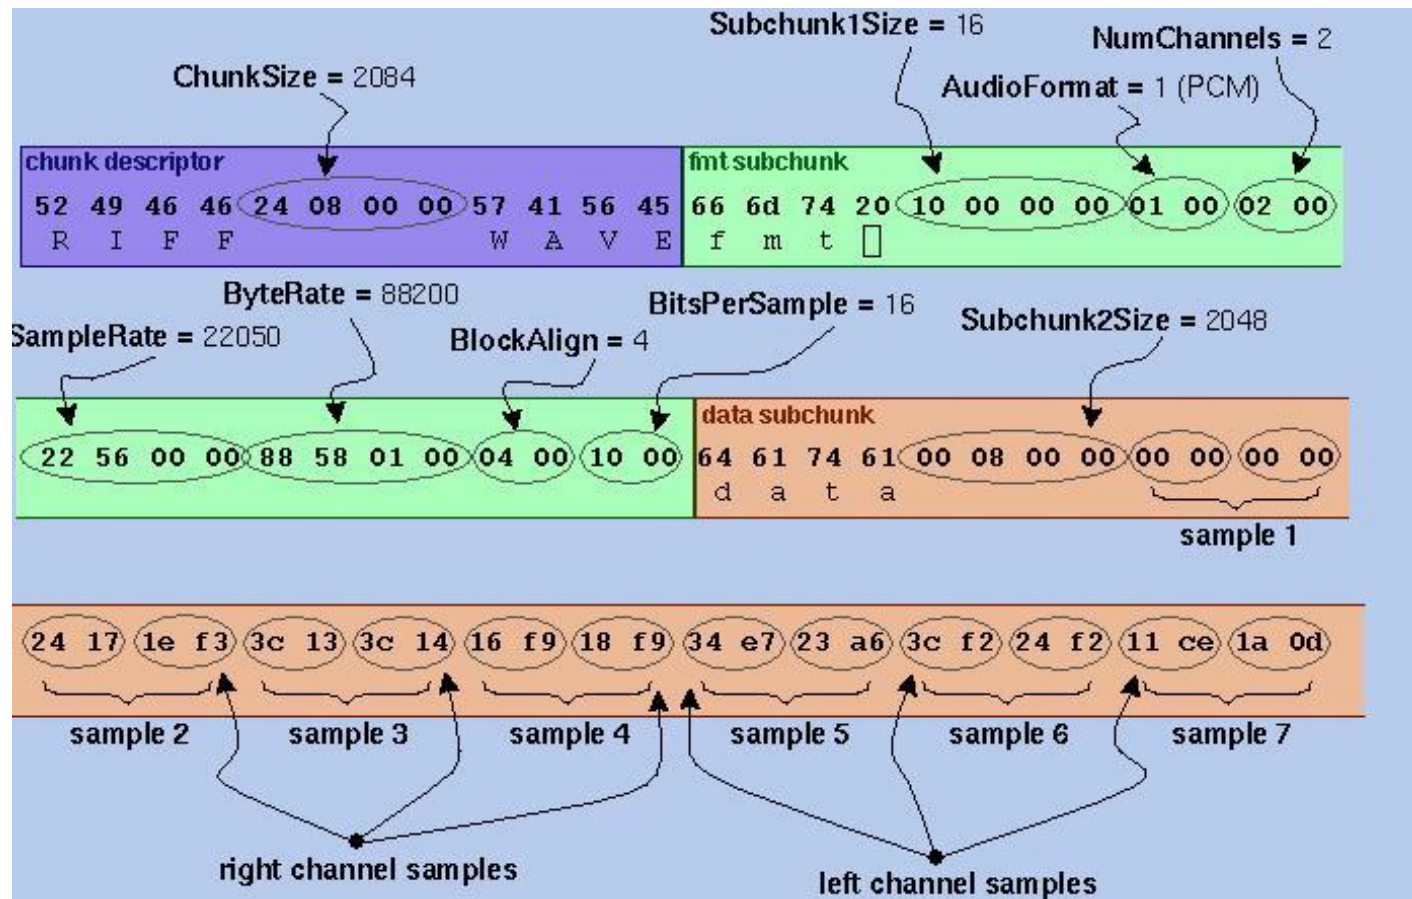 Subchunk1Size = 16
NumChannels = 2
ChunkSize = 2084
AudioFormat = 1 (PCM)
chunk descriptor
fmt subchunk
52 49 46 46 24 08 00 00 57 41 56 45 66 6d 74 20 10 00 00 00 01 00 02 00
R I F F W A V E f m t
ByteRate = 88200
BitsPerSample = 16
SampleRate = 22050
BlockAlign = 4
Subchunk2Size = 2048
data subchunk
22 56 00 00 88 58 01 00 04 00 10 00 64 61 74 61 00 08 00 00 00 00 00 00
d a t a
sample 1
24 17 1e f3 3c 13 3c 14 16 f9 18 f9 34 e7 23 a6 3c f2 24 f2 11 ce 1a 0d
sample 2 sample 3 sample 4 sample 5 sample 6 sample 7
right channel samples
left channel samples